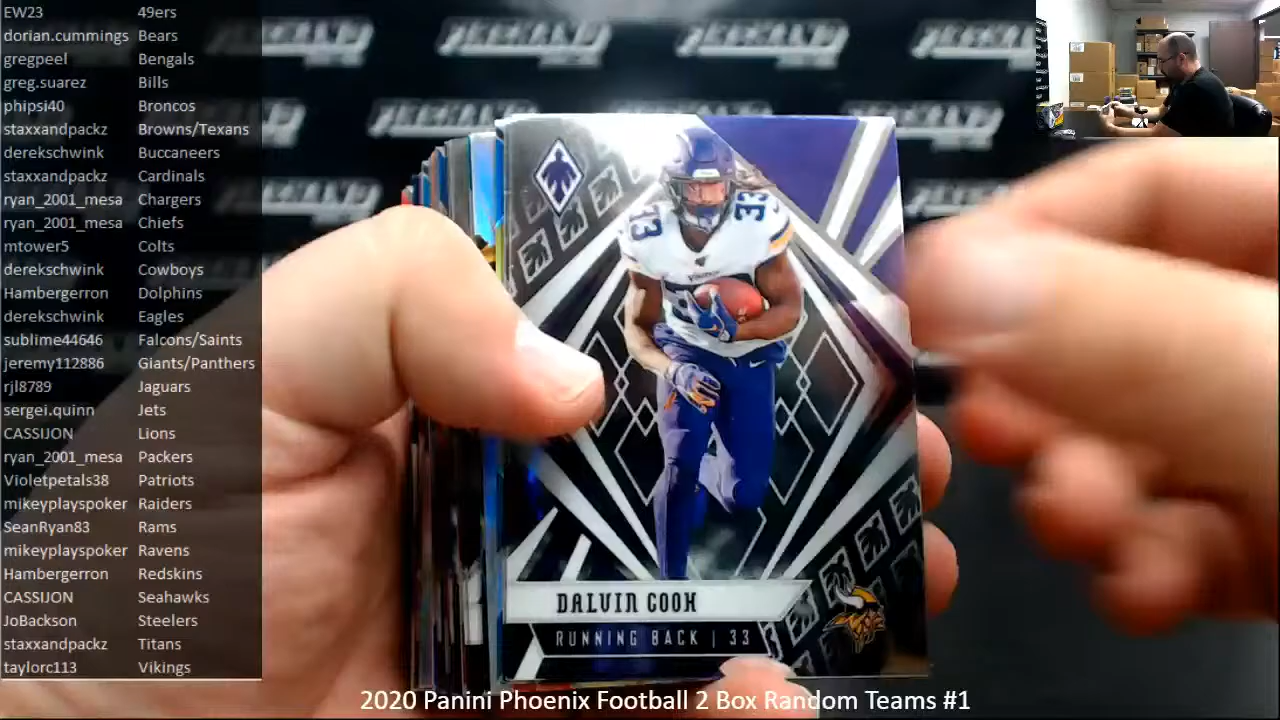 EW23 49ers
dorian.cummings Bears
gregpeel Bengals
greg.suarez Bills
phipsi40 Broncos
staxxandpackz Browns/Texans
derekschwink Buccaneers
staxxandpackz Cardinals
ryan_2001_mesa Chargers
ryan_2001_mesa Chiefs
mtower5 Colts
derekschwink Cowboys
Hambergerron Dolphins
derekschwink Eagles
sublime44646 Falcons/Saints
jeremy112886 Giants/Panthers
rjl8789 Jaguars
sergei.quinn Jets
CASSIJON Lions
ryan_2001_mesa Packers
Violetpetals38 Patriots
mikeyplayspoker Raiders
SeanRyan83 Rams
mikeyplayspoker Ravens
Hambergerron Redskins
CASSIJON Seahawks
JoBackson Steelers
staxxandpackz Titans
taylorc113 Vikings
33
33
DALVIN COOK
RUNNING BACK | 33
2020 Panini Phoenix Football 2 Box Random Teams #1